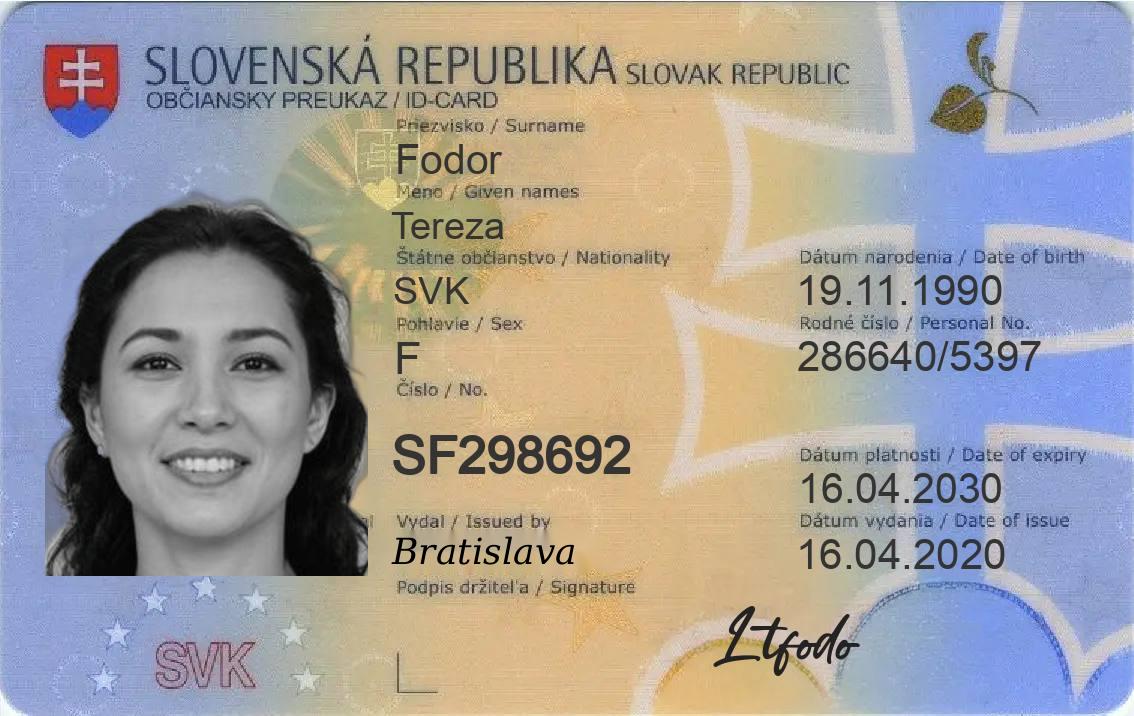 SLOVENSKÁ REPUBLIKA SLOVAK REPUBLIC
OBČIANSKY PREUKAZ / ID-CARD
Priezvisko / Surname
Fodor
Meno / Given names
Tereza
Štátne občianstvo / Nationality
SVK
Dátum narodenia / Date of birth
19.11.1990
Pohlavie / Sex
F
Rodné číslo / Personal No.
286640/5397
Číslo / No.
SF298692
Dátum platnosti / Date of expiry
16.04.2030
Vydal / Issued by
Bratislava
Dátum vydania / Date of issue
16.04.2020
Podpis držiteľa / Signature
Ltfodo
SVK